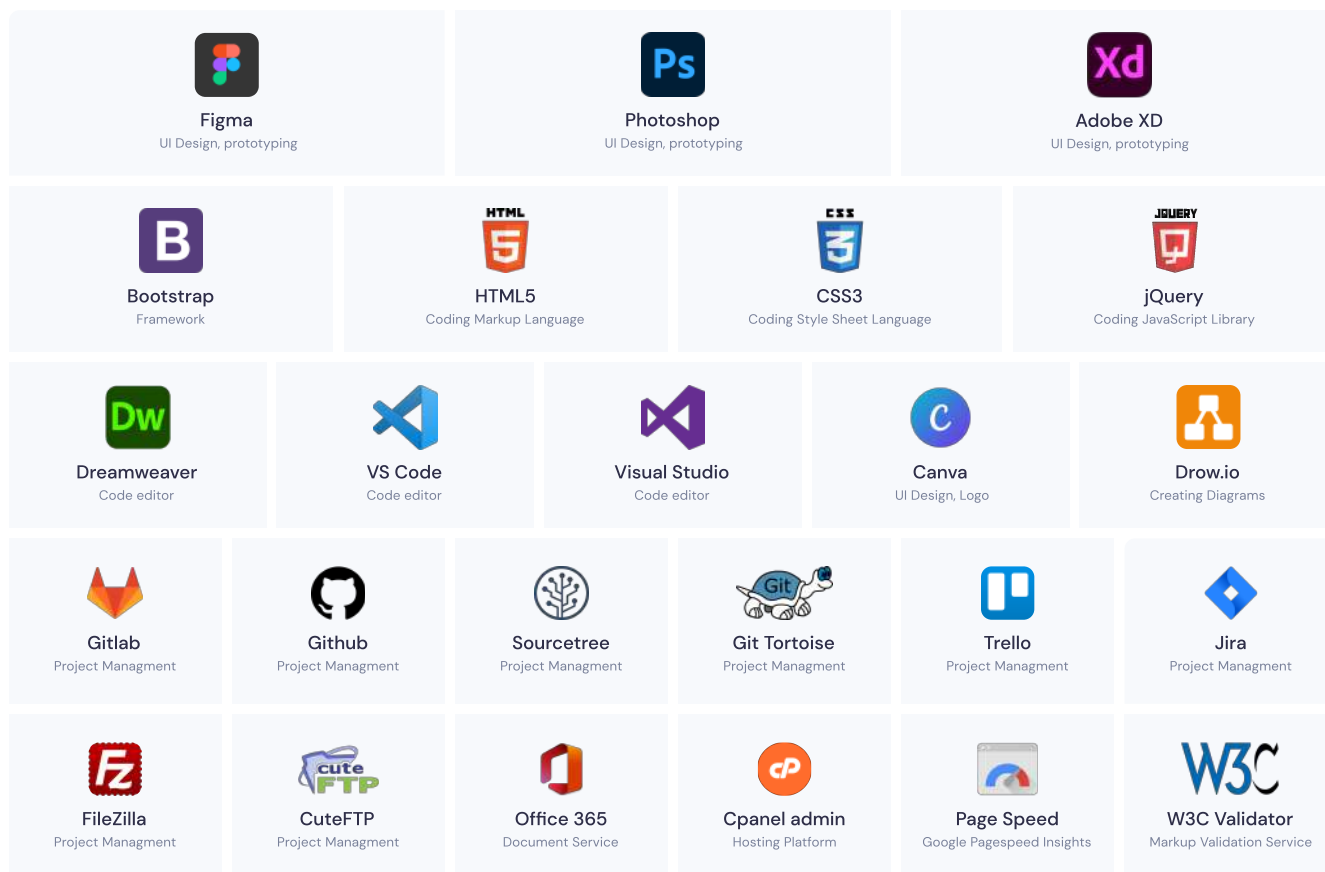 Ps
Xd
Figma
UI Design, prototyping
Photoshop
UI Design, prototyping
Adobe XD
UI Design, prototyping
B
HTML
5
CSS
3
JQUERY
Bootstrap
Framework
HTML5
Coding Markup Language
CSS3
Coding Style Sheet Language
jQuery
Coding JavaScript Library
Dw
C
Dreamweaver
Code editor
VS Code
Code editor
Visual Studio
Code editor
Canva
UI Design, Logo
Drow.io
Creating Diagrams
Git
Gitlab
Project Managment
Github
Project Managment
Sourcetree
Project Managment
Git Tortoise
Project Managment
Trello
Project Managment
Jira
Project Managment
Fz
cute
FTP
cP
W3C
FileZilla
Project Managment
CuteFTP
Project Managment
Office 365
Document Service
Cpanel admin
Hosting Platform
Page Speed
Google Pagespeed Insights
W3C Validator
Markup Validation Service